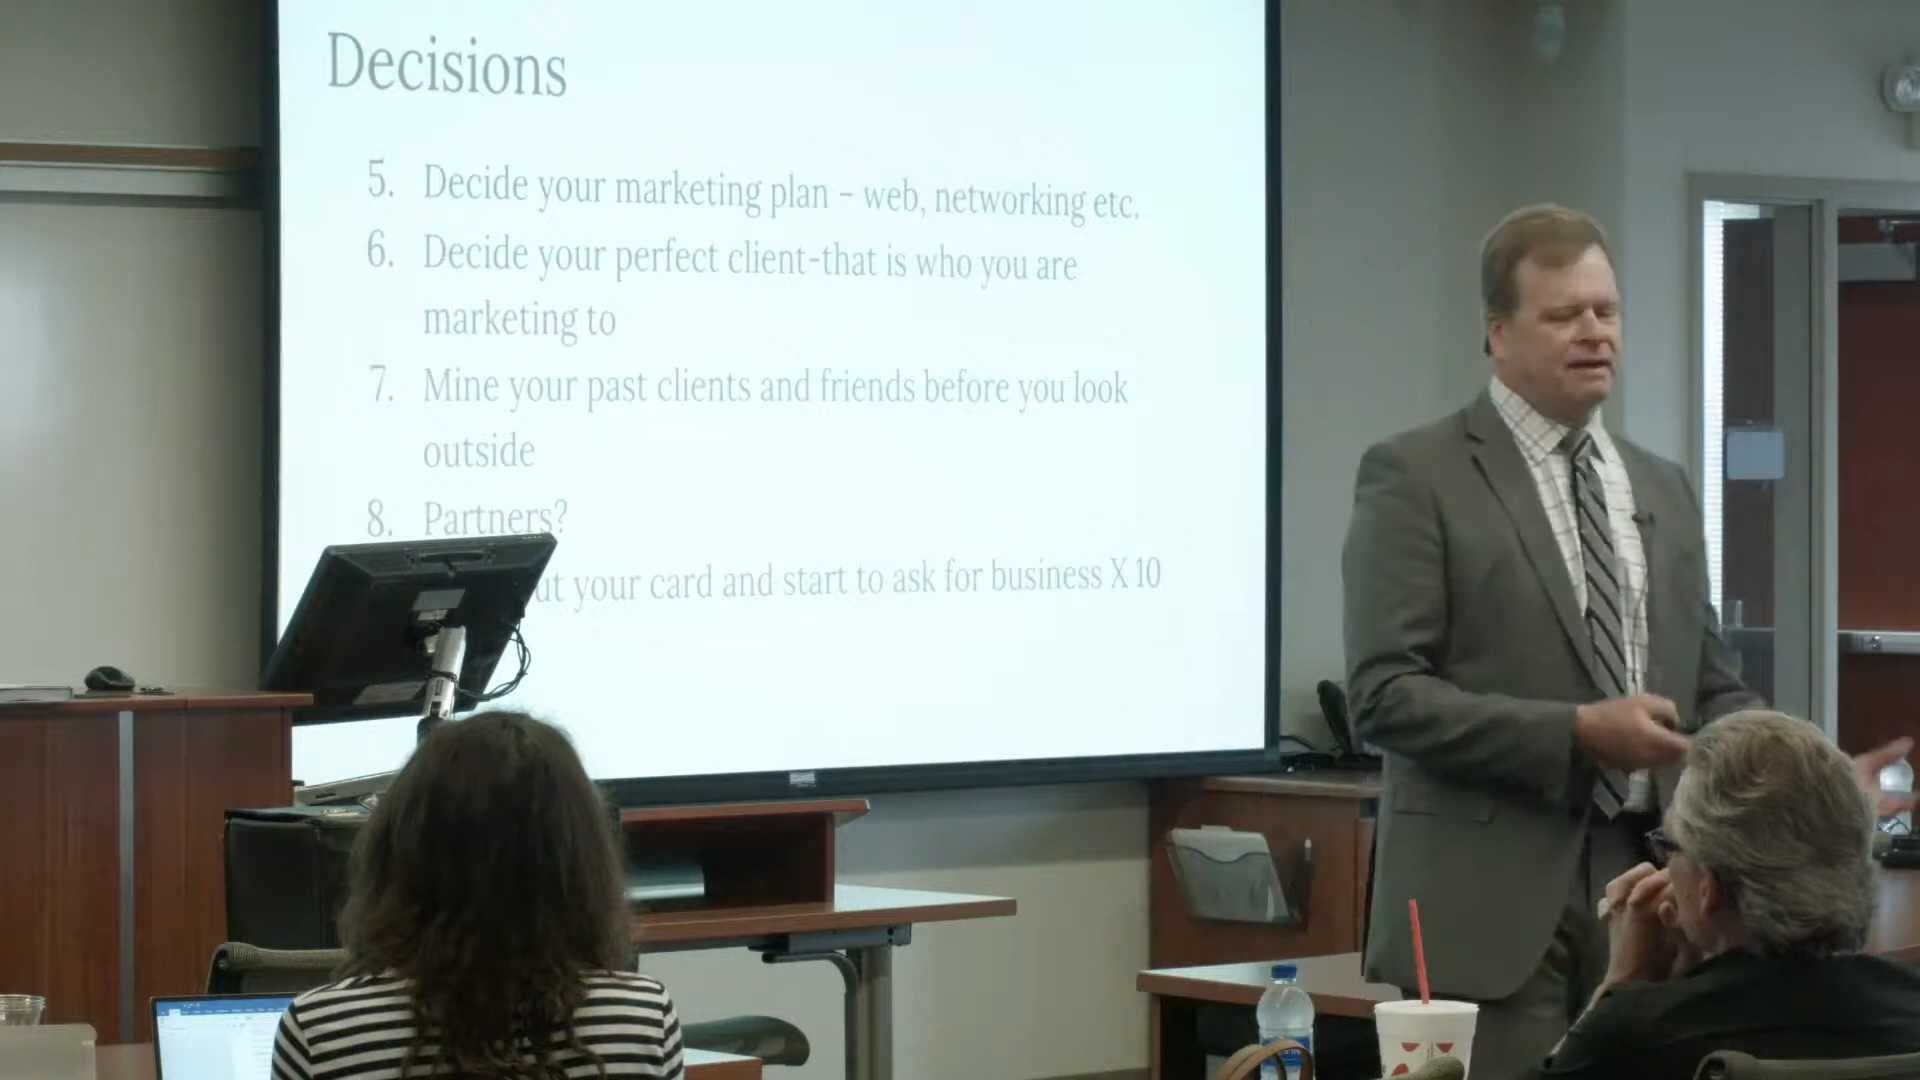 Decisions
5. Decide your marketing plan – web, networking etc.
6. Decide your perfect client-that is who you are
marketing to
7. Mine your past clients and friends before you look
outside
8. Partners?
your card and start to ask for business X 10